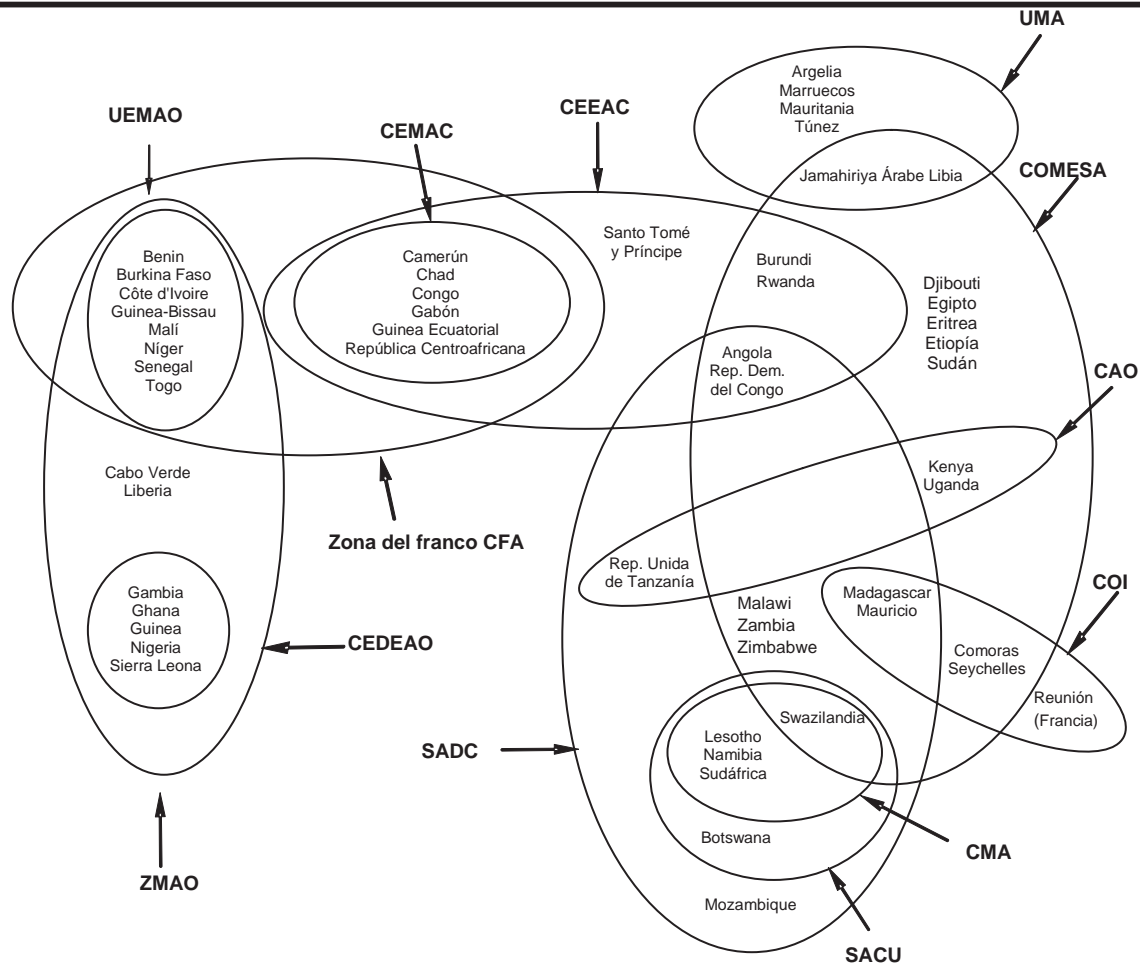 UMA
Argelia
Marruecos
Mauritania
Túnez
UEMAO
CEMAC
CEEAC
COMESA
Jamahiriya Árabe Libia
Santo Tomé
y Príncipe
Benin
Burkina Faso
Côte d'Ivoire
Guinea-Bissau
Malí
Níger
Senegal
Togo
Camerún
Chad
Congo
Gabón
Guinea Ecuatorial
República Centroafricana
Burundi
Rwanda
Djibouti
Egipto
Eritrea
Etiopía
Sudán
Angola
Rep. Dem.
del Congo
CAO
Kenya
Uganda
Cabo Verde
Liberia
Zona del franco CFA
Rep. Unida
de Tanzanía
Gambia
Ghana
Guinea
Nigeria
Sierra Leona
CEDEAO
Malawi
Zambia
Zimbabwe
Madagascar
Mauricio
COI
Comoras
Seychelles
Reunión
(Francia)
SADC
Swazilandia
Lesotho
Namibia
Sudáfrica
Botswana
CMA
ZMAO
Mozambique
SACU